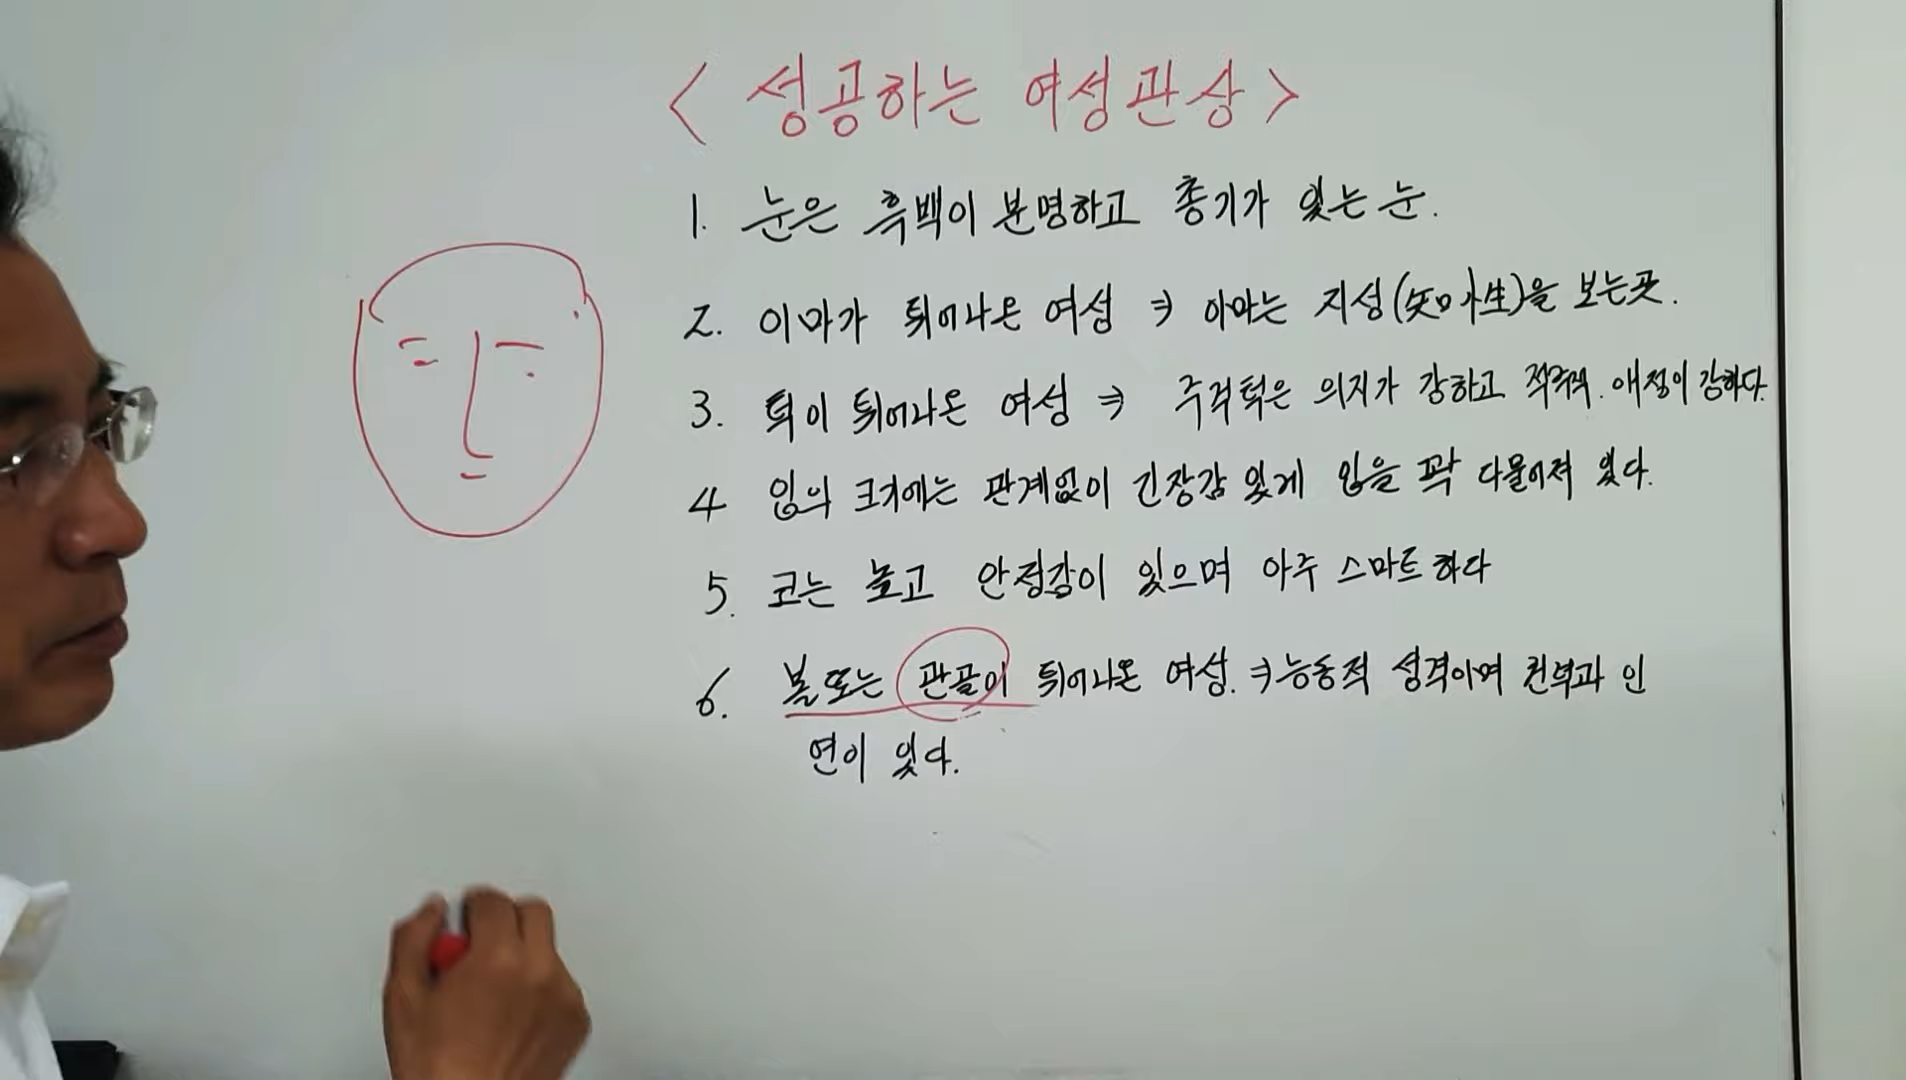 < 성공하는 여성관상 >
1. 눈은 흑백이 분명하고 총기가 있는 눈.
2. 이마가 튀어나온 여성 ⇒ 이마는 지성(知性)을 보는곳.
3. 턱이 튀어나온 여성 ⇒ 주걱턱은 의지가 강하고 적극적. 애정이 강하다.
4 입의 크기에는 관계없이 긴장감 있게 입을 꽉 다물어져 있다.
5. 코는 높고 안정감이 있으며 아주 스마트하다
6. 볼 또는 관골이 튀어나온 여성. ⇒ 능동적 성격이며 인
연이 있다.